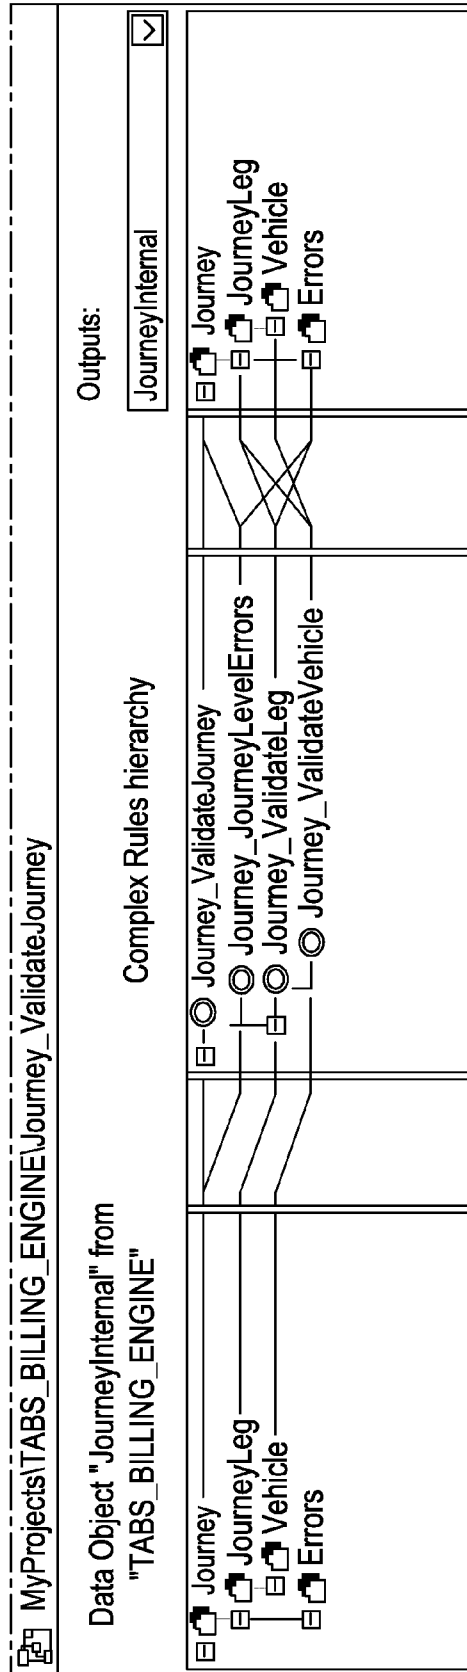 MyProjects\TABS_BILLING_ENGINE\Journey_ValidateJourney
Data Object "JourneyInternal" from
"TABS_BILLING_ENGINE"
Complex Rules hierarchy
Outputs:
JourneyInternal
Journey
JourneyLeg
Vehicle
Errors
Journey_ValidateJourney
Journey_JourneyLevelErrors
Journey_ValidateLeg
Journey_ValidateVehicle
Journey
JourneyLeg
Vehicle
Errors